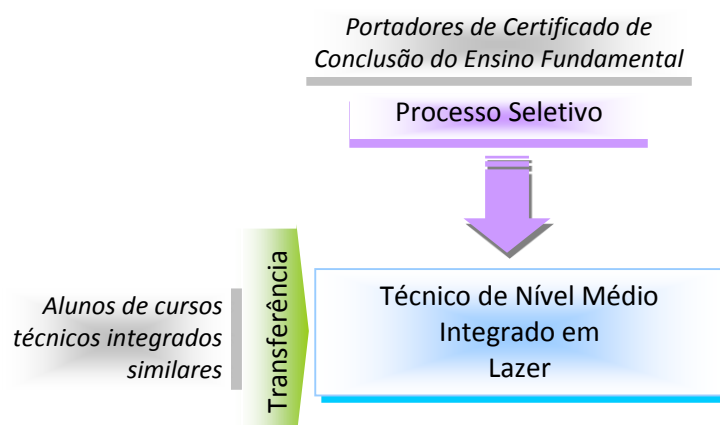 Portadores de Certificado de
Conclusão do Ensino Fundamental
Processo Seletivo
Transferência
Alunos de cursos
técnicos integrados
similares
Técnico de Nível Médio
Integrado em
Lazer